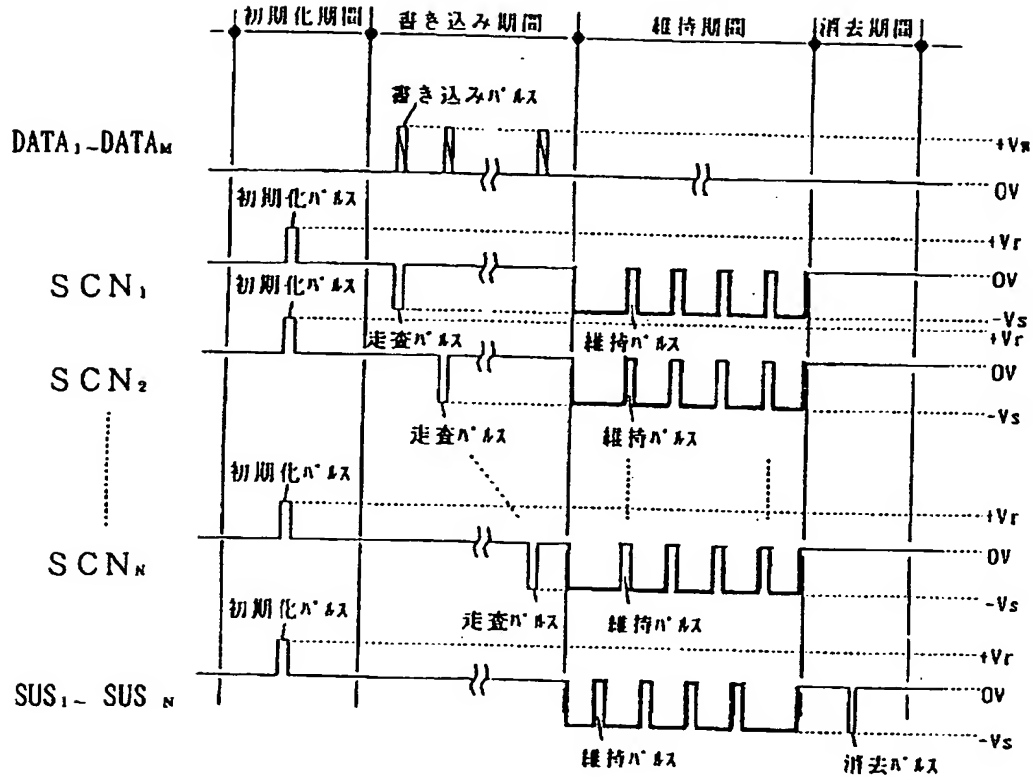 初期化期間 書き込み期間 維持期間 消去期間
書き込みパルス
DATA₁~DATA_M
+Vw
0V
初期化パルス
+Vr
SCN₁
0V
初期化パルス
-Vs
走査パルス 維持パルス
+Vr
SCN₂
0V
-Vs
走査パルス 維持パルス
初期化パルス
+Vr
SCN_N
0V
-Vs
初期化パルス 走査パルス 維持パルス
+Vr
SUS₁~ SUS_N
0V
-Vs
維持パルス 消去パルス